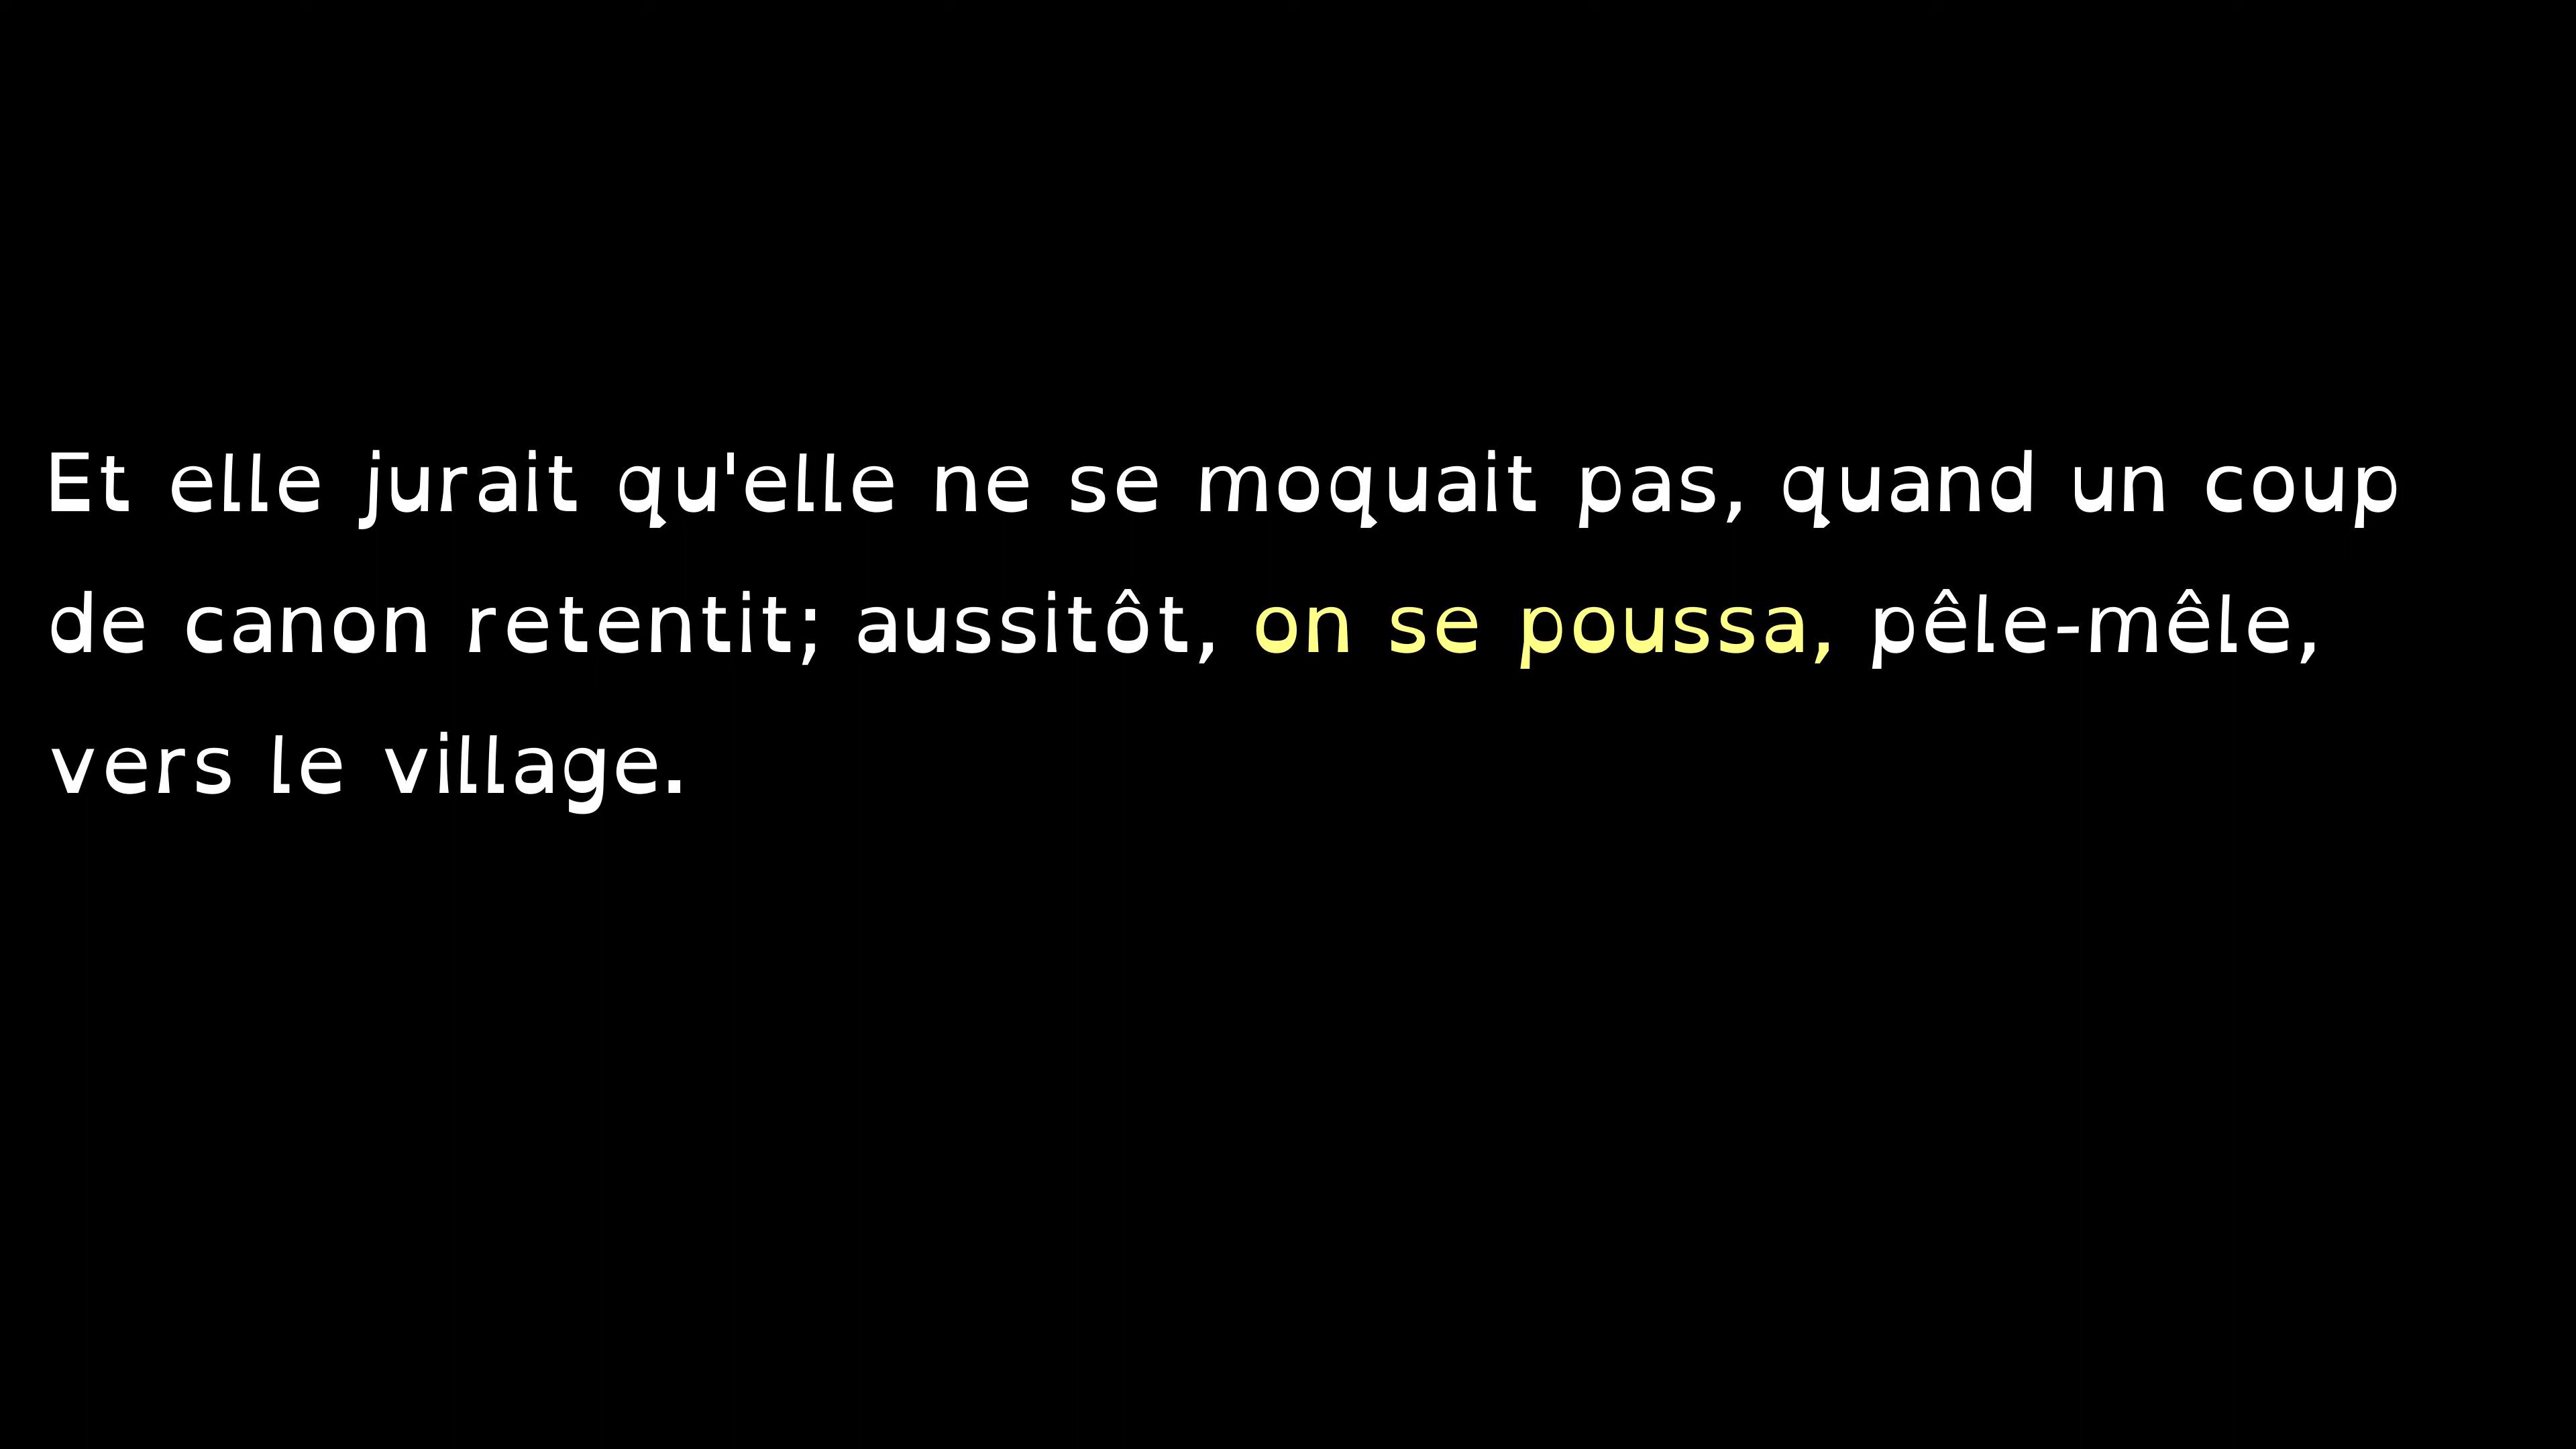 Et elle jurait qu'elle ne se moquait pas, quand un coup
de canon retentit; aussitôt, on se poussa, pêle-mêle,
vers le village.